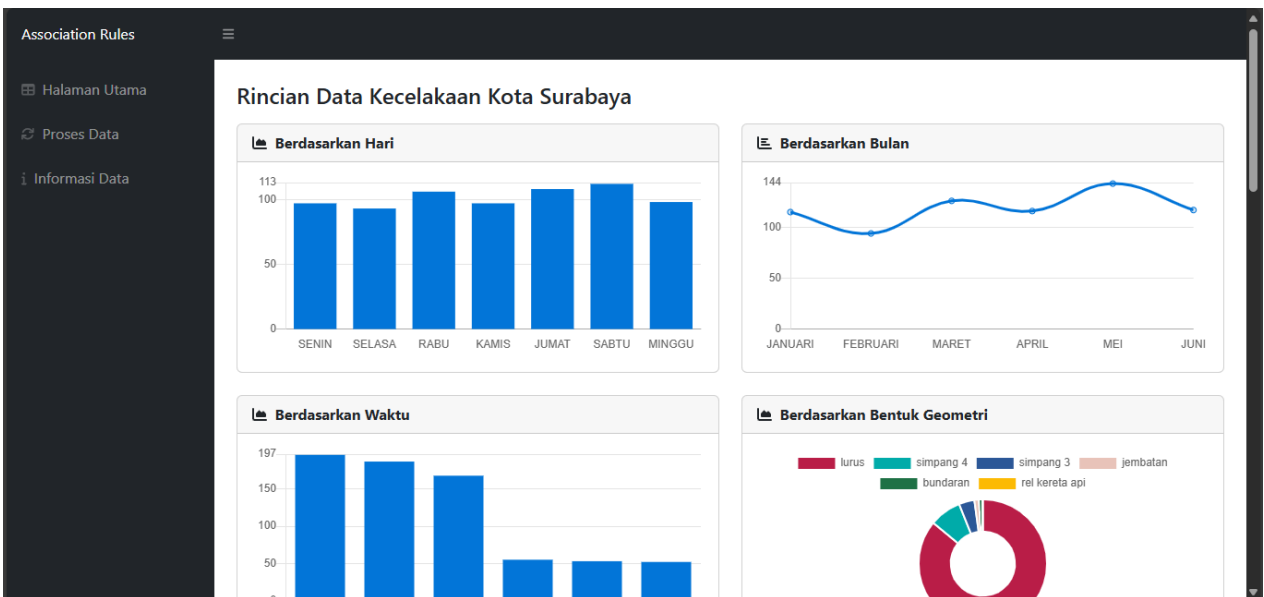 Association Rules
Halaman Utama
Proses Data
Informasi Data
Rincian Data Kecelakaan Kota Surabaya
Berdasarkan Hari
113
100
50
0
SENIN SELASA RABU KAMIS JUMAT SABTU MINGGU
Berdasarkan Bulan
144
100
50
0
JANUARI FEBRUARI MARET APRIL MEI JUNI
Berdasarkan Waktu
197
150
100
50
Berdasarkan Bentuk Geometri
lurus simpang 4 simpang 3 jembatan
bundaran rel kereta api